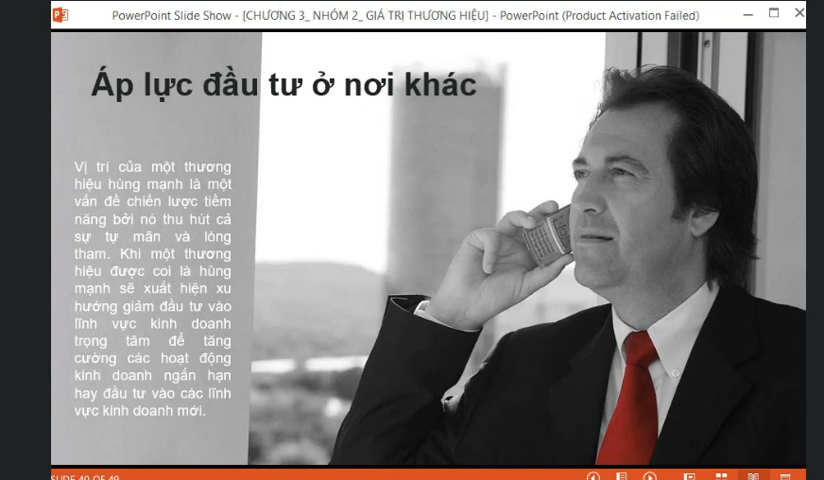 PowerPoint Slide Show - [CHƯƠNG 3_ NHÓM 2_ GIÁ TRỊ THƯƠNG HIỆU] - PowerPoint (Product Activation Failed)
Áp lực đầu tư ở nơi khác
Vị trí của một thương
hiệu hùng mạnh là một
vấn đề chiến lược tiềm
năng bởi nó thu hút cả
sự tự mãn và lòng
tham. Khi một thương
hiệu được coi là hùng
mạnh sẽ xuất hiện xu
hướng giảm đầu tư vào
lĩnh vực kinh doanh
trọng tâm để tăng
cường các hoạt động
kinh doanh ngắn hạn
hay đầu tư vào các lĩnh
vực kinh doanh mới.